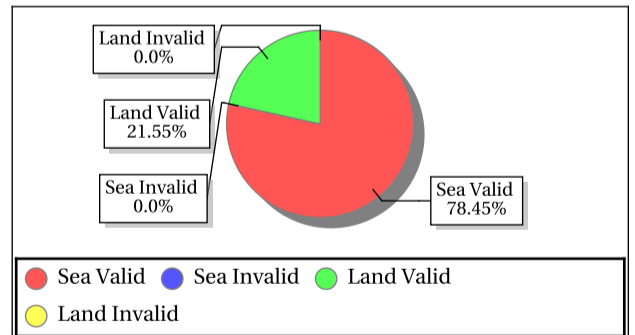 Land Invalid
0.0%
Land Valid
21.55%
Sea Invalid
0.0%
Sea Valid
78.45%
Sea Valid Sea Invalid Land Valid
Land Invalid